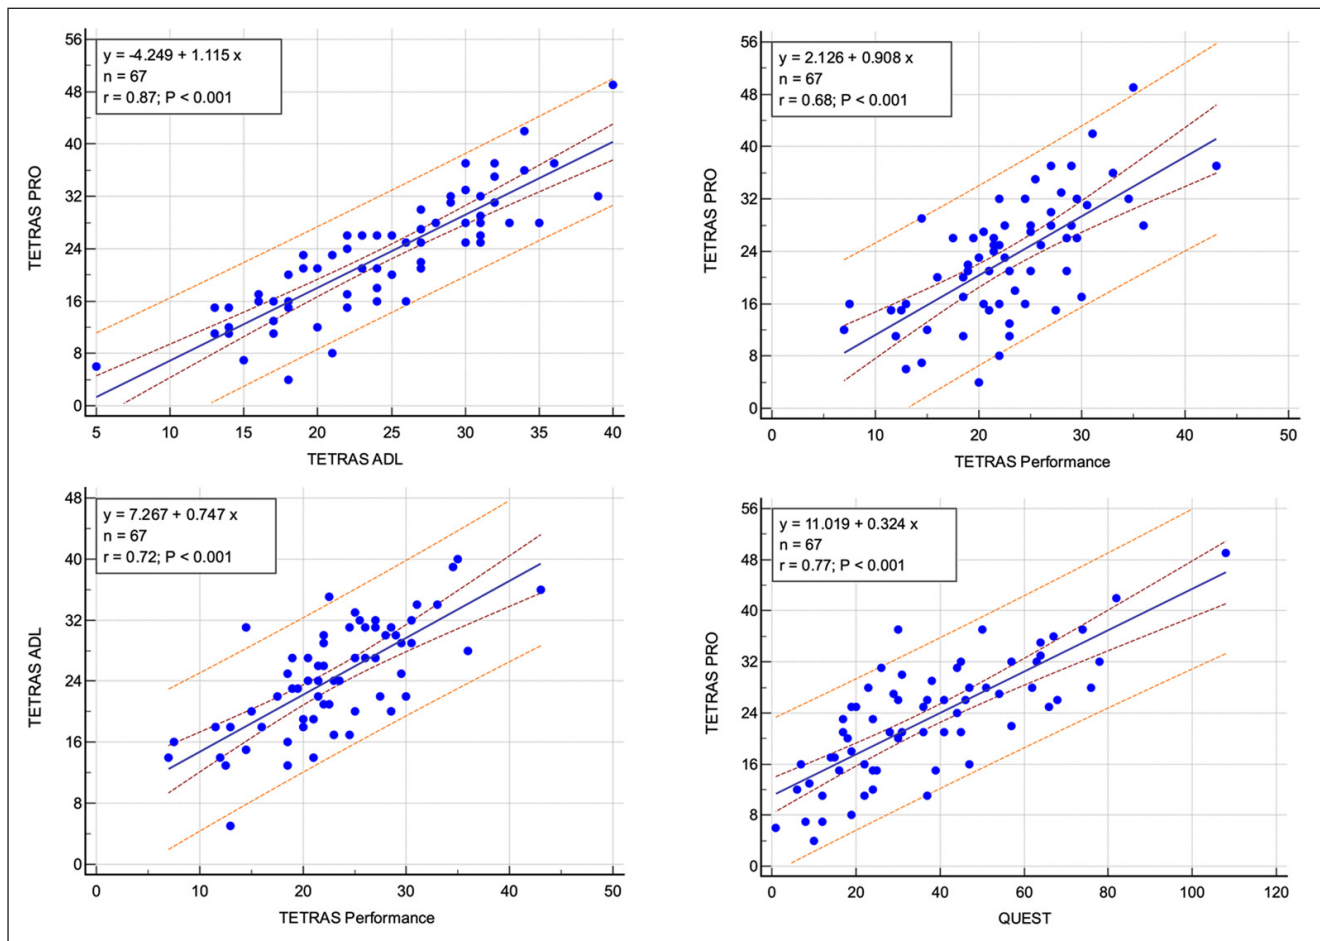 56
y = -4.249 + 1.115 x
n = 67
r = 0.87; P < 0.001
48
40
32
24
16
8
0
TETRAS PRO
5 10 15 20 25 30 35 40
TETRAS ADL
56
y = 2.126 + 0.908 x
n = 67
r = 0.68; P < 0.001
48
40
32
24
16
8
0
TETRAS PRO
0 10 20 30 40 50
TETRAS Performance
48
y = 7.267 + 0.747 x
n = 67
r = 0.72; P < 0.001
40
32
24
16
8
0
TETRAS ADL
0 10 20 30 40 50
TETRAS Performance
56
y = 11.019 + 0.324 x
n = 67
r = 0.77; P < 0.001
48
40
32
24
16
8
0
TETRAS PRO
0 20 40 60 80 100 120
QUEST